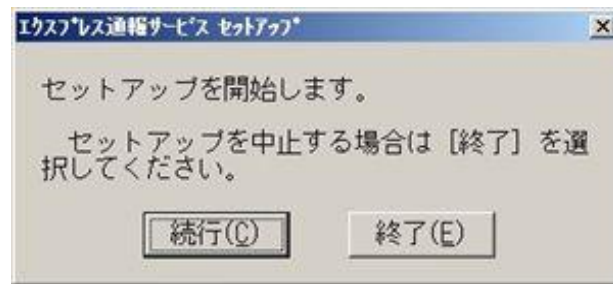 ｴｸｽﾌﾟﾚｽ通報ｻｰﾋﾞｽ ｾｯﾄｱｯﾌﾟ
セットアップを開始します。
セットアップを中止する場合は［終了］を選
択してください。
続行(C)
終了(E)